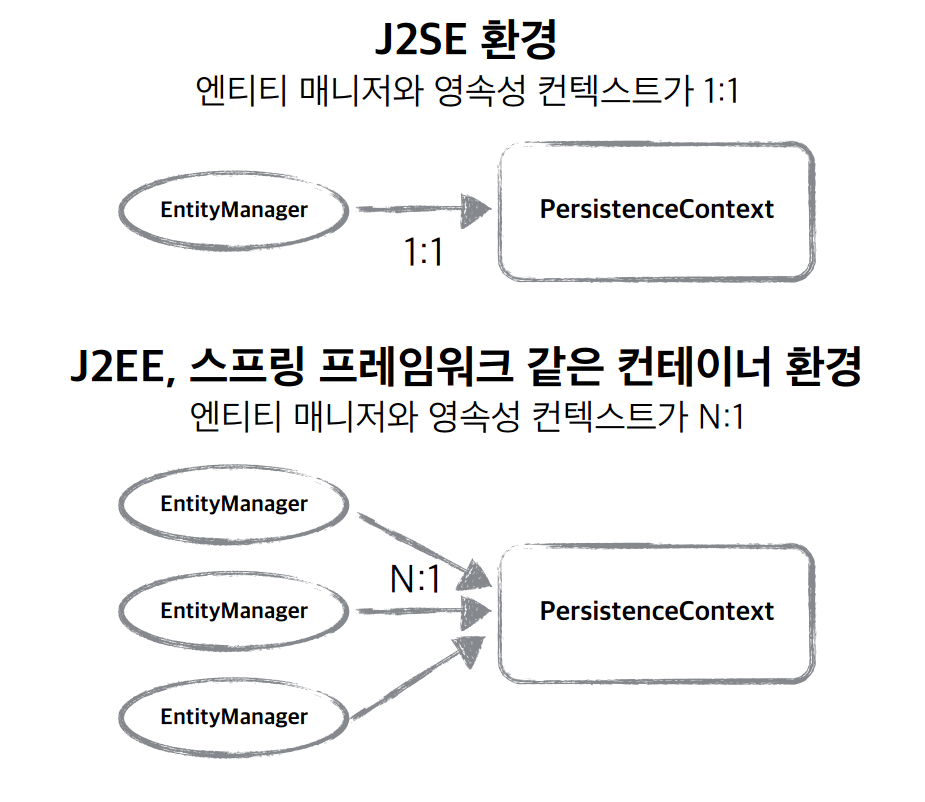 J2SE 환경
엔티티 매니저와 영속성 컨텍스트가 1:1
EntityManager
PersistenceContext
1:1
J2EE, 스프링 프레임워크 같은 컨테이너 환경
엔티티 매니저와 영속성 컨텍스트가 N:1
EntityManager
N:1
EntityManager
PersistenceContext
EntityManager